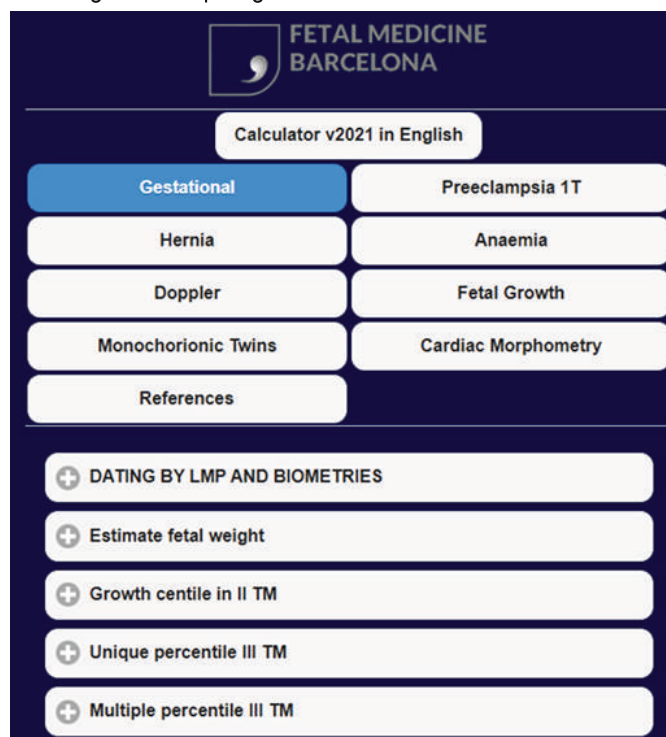 FETAL MEDICINE
BARCELONA
Calculator v2021 in English
Gestational
Preeclampsia 1T
Hernia
Anaemia
Doppler
Fetal Growth
Monochorionic Twins
Cardiac Morphometry
References
DATING BY LMP AND BIOMETRIES
Estimate fetal weight
Growth centile in II TM
Unique percentile III TM
Multiple percentile III TM